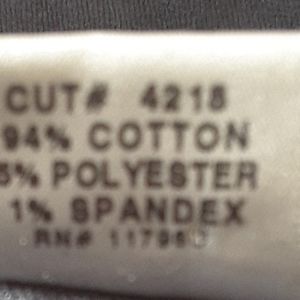 CUT# 4218
94% COTTON
5% POLYESTER
1% SPANDEX
RN#